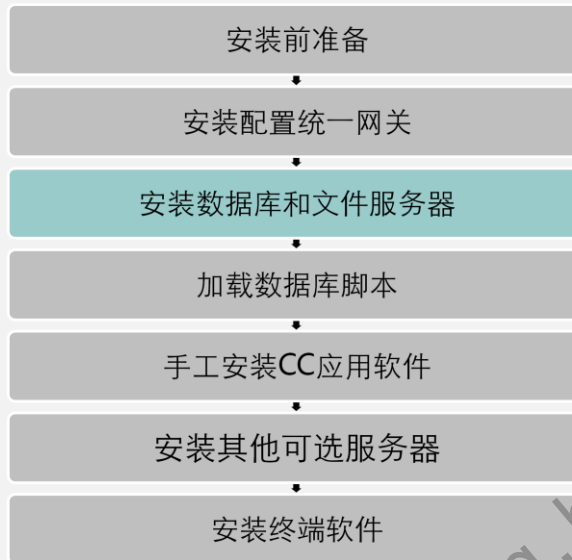 安装前准备
安装配置统一网关
安装数据库和文件服务器
加载数据库脚本
手工安装CC应用软件
安装其他可选服务器
安装终端软件